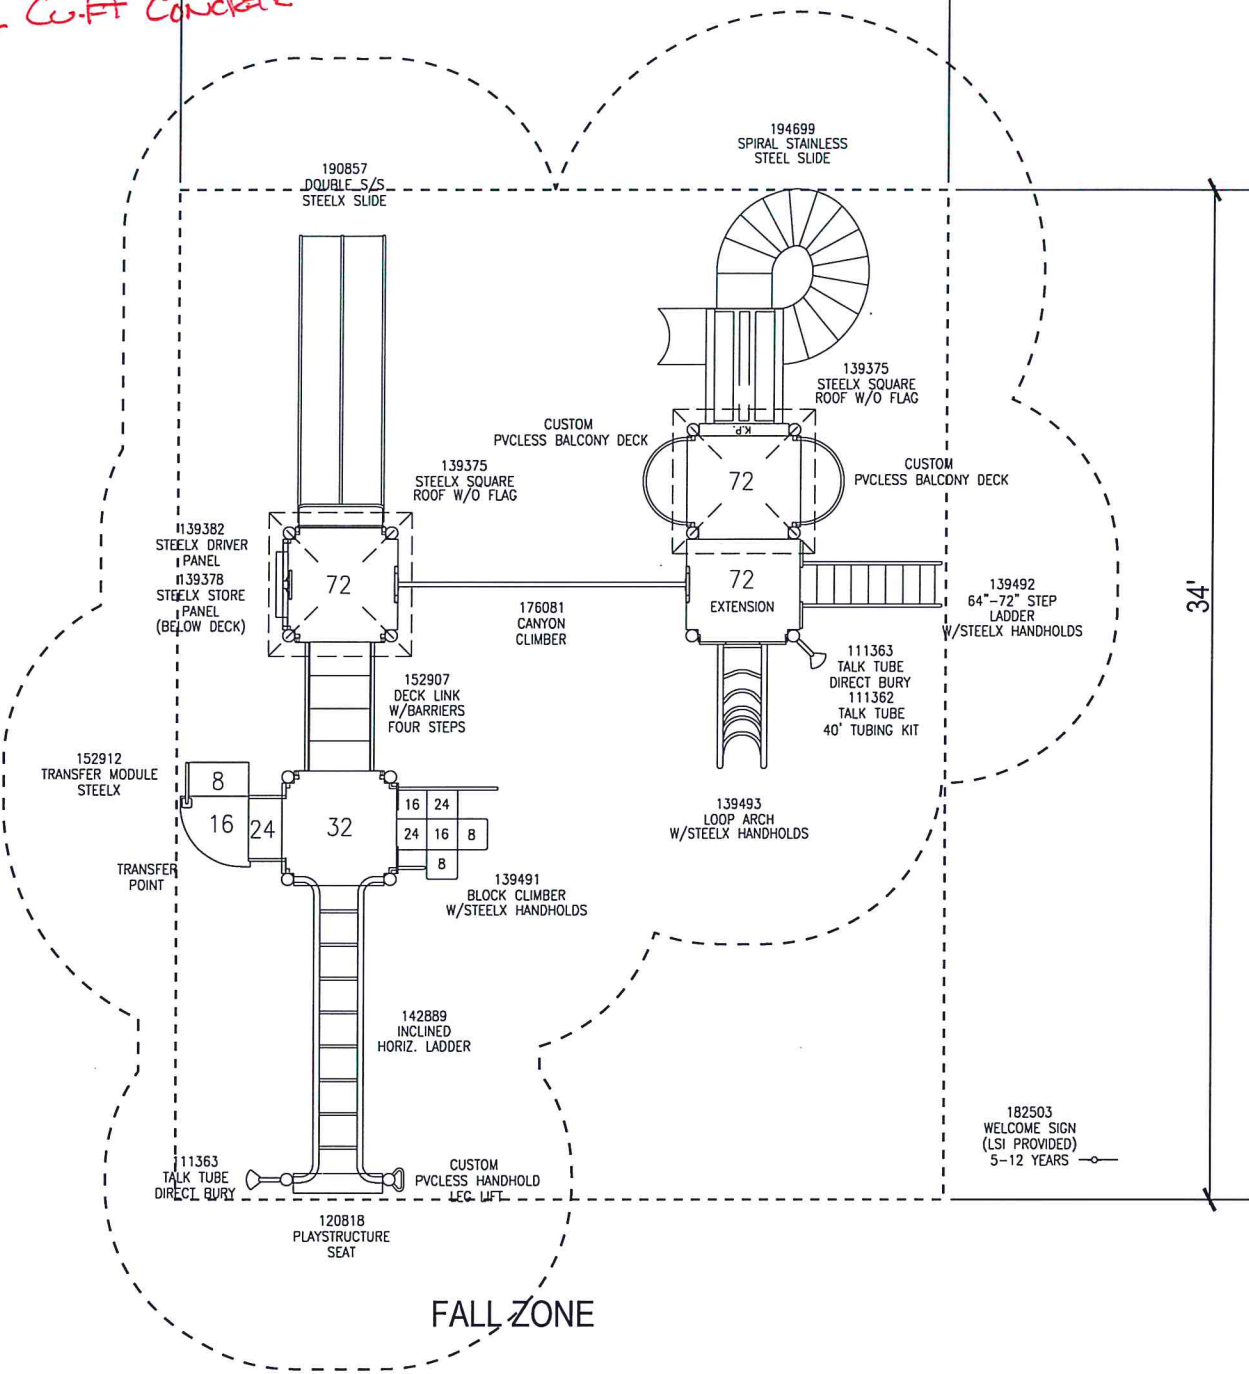 CU.FT CONCRETE
194699
SPIRAL STAINLESS
STEEL SLIDE
190857
DOUBLE S/S
STEELX SLIDE
139375
STEELX SQUARE
ROOF W/O FLAG
CUSTOM
PVCLESS BALCONY DECK
K.P.
139375
STEELX SQUARE
ROOF W/O FLAG
72
CUSTOM
PVCLESS BALCONY DECK
139382
STEELX DRIVER
PANEL
139378
STEELX STORE
PANEL
(BELOW DECK)
72
72
EXTENSION
34'
176081
CANYON
CLIMBER
139492
64"-72" STEP
LADDER
W/STEELX HANDHOLDS
111363
TALK TUBE
DIRECT BURY
111362
TALK TUBE
40' TUBING KIT
152907
DECK LINK
W/BARRIERS
FOUR STEPS
152912
TRANSFER MODULE
STEELX
8
16
24
32
16 24
24 16 8
8
139493
LOOP ARCH
W/STEELX HANDHOLDS
TRANSFER
POINT
139491
BLOCK CLIMBER
W/STEELX HANDHOLDS
142889
INCLINED
HORIZ. LADDER
182503
WELCOME SIGN
(LSI PROVIDED)
5-12 YEARS
111363
TALK TUBE
DIRECT BURY
CUSTOM
PVCLESS HANDHOLD
LEG LIFT
120818
PLAYSTRUCTURE
SEAT
FALL ZONE